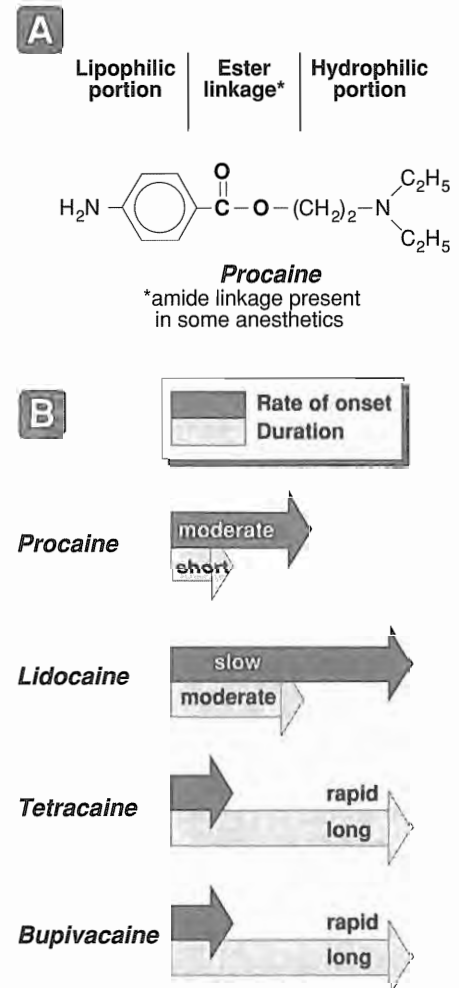 A
Lipophilic portion
Ester linkage*
Hydrophilic portion
H₂N
O
C–O–(CH₂)₂–N
C₂H₅
C₂H₅
Procaine
*amide linkage present
in some anesthetics
B
Rate of onset
Duration
Procaine
moderate
short
Lidocaine
slow
moderate
Tetracaine
rapid
long
Bupivacaine
rapid
long